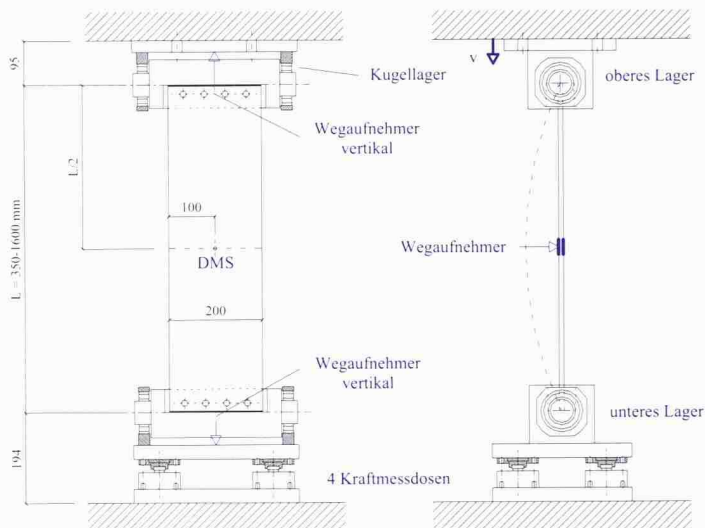 95
Kugellager
Wegaufnehmer
vertikal
L/2
100
DMS
L = 350-1600 mm
200
Wegaufnehmer
vertikal
194
4 Kraftmessdosen
v
oberes Lager
Wegaufnehmer
unteres Lager